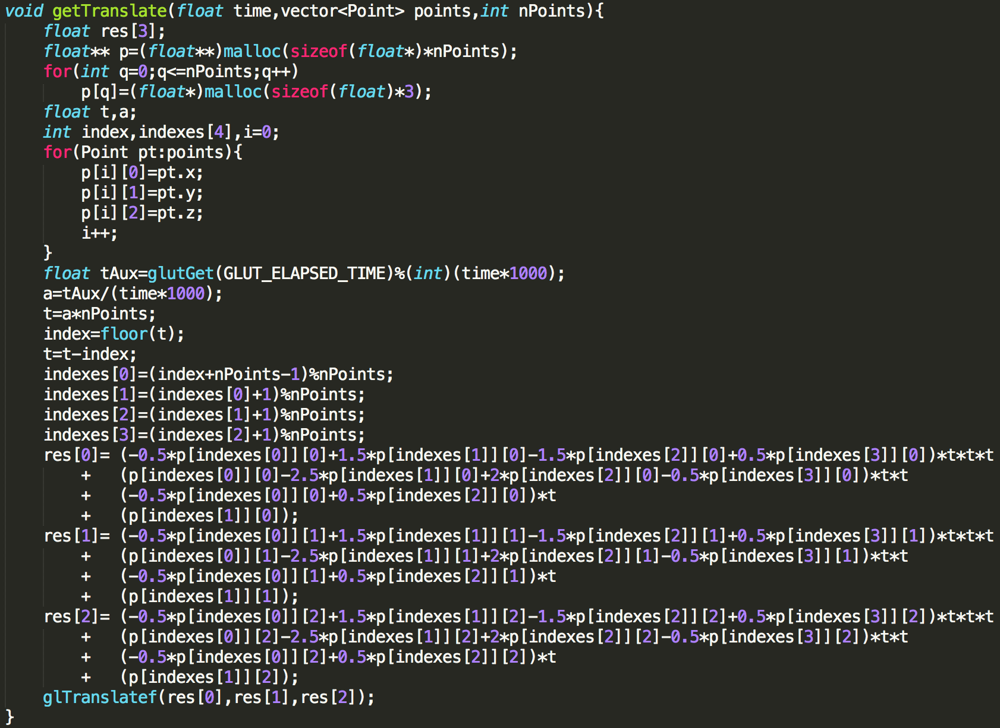 void getTranslate(float time,vector<Point> points,int nPoints){
    float res[3];
    float** p=(float**)malloc(sizeof(float*)*nPoints);
    for(int q=0;q<=nPoints;q++)
        p[q]=(float*)malloc(sizeof(float)*3);
    float t,a;
    int index,indexes[4],i=0;
    for(Point pt:points){
        p[i][0]=pt.x;
        p[i][1]=pt.y;
        p[i][2]=pt.z;
        i++;
    }
    float tAux=glutGet(GLUT_ELAPSED_TIME)%(int)(time*1000);
    a=tAux/(time*1000);
    t=a*nPoints;
    index=floor(t);
    t=t-index;
    indexes[0]=(index+nPoints-1)%nPoints;
    indexes[1]=(indexes[0]+1)%nPoints;
    indexes[2]=(indexes[1]+1)%nPoints;
    indexes[3]=(indexes[2]+1)%nPoints;
    res[0]= (-0.5*p[indexes[0]][0]+1.5*p[indexes[1]][0]-1.5*p[indexes[2]][0]+0.5*p[indexes[3]][0])*t*t*t
        +   (p[indexes[0]][0]-2.5*p[indexes[1]][0]+2*p[indexes[2]][0]-0.5*p[indexes[3]][0])*t*t
        +   (-0.5*p[indexes[0]][0]+0.5*p[indexes[2]][0])*t
        +   (p[indexes[1]][0]);
    res[1]= (-0.5*p[indexes[0]][1]+1.5*p[indexes[1]][1]-1.5*p[indexes[2]][1]+0.5*p[indexes[3]][1])*t*t*t
        +   (p[indexes[0]][1]-2.5*p[indexes[1]][1]+2*p[indexes[2]][1]-0.5*p[indexes[3]][1])*t*t
        +   (-0.5*p[indexes[0]][1]+0.5*p[indexes[2]][1])*t
        +   (p[indexes[1]][1]);
    res[2]= (-0.5*p[indexes[0]][2]+1.5*p[indexes[1]][2]-1.5*p[indexes[2]][2]+0.5*p[indexes[3]][2])*t*t*t
        +   (p[indexes[0]][2]-2.5*p[indexes[1]][2]+2*p[indexes[2]][2]-0.5*p[indexes[3]][2])*t*t
        +   (-0.5*p[indexes[0]][2]+0.5*p[indexes[2]][2])*t
        +   (p[indexes[1]][2]);
    glTranslatef(res[0],res[1],res[2]);
}